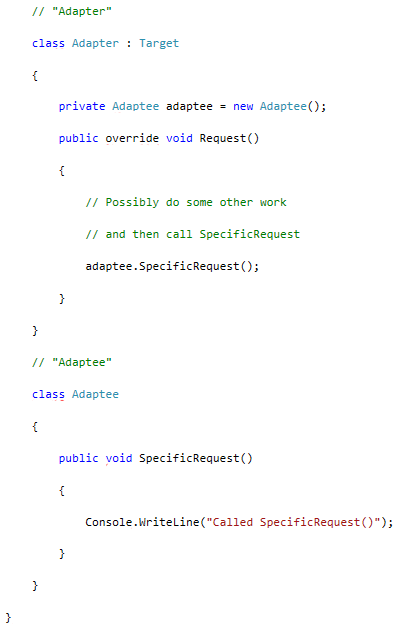 // "Adapter"
class Adapter : Target
{
private Adaptee adaptee = new Adaptee();
public override void Request()
{
// Possibly do some other work
// and then call SpecificRequest
adaptee.SpecificRequest();
}
}
// "Adaptee"
class Adaptee
{
public void SpecificRequest()
{
Console.WriteLine("Called SpecificRequest()");
}
}
}